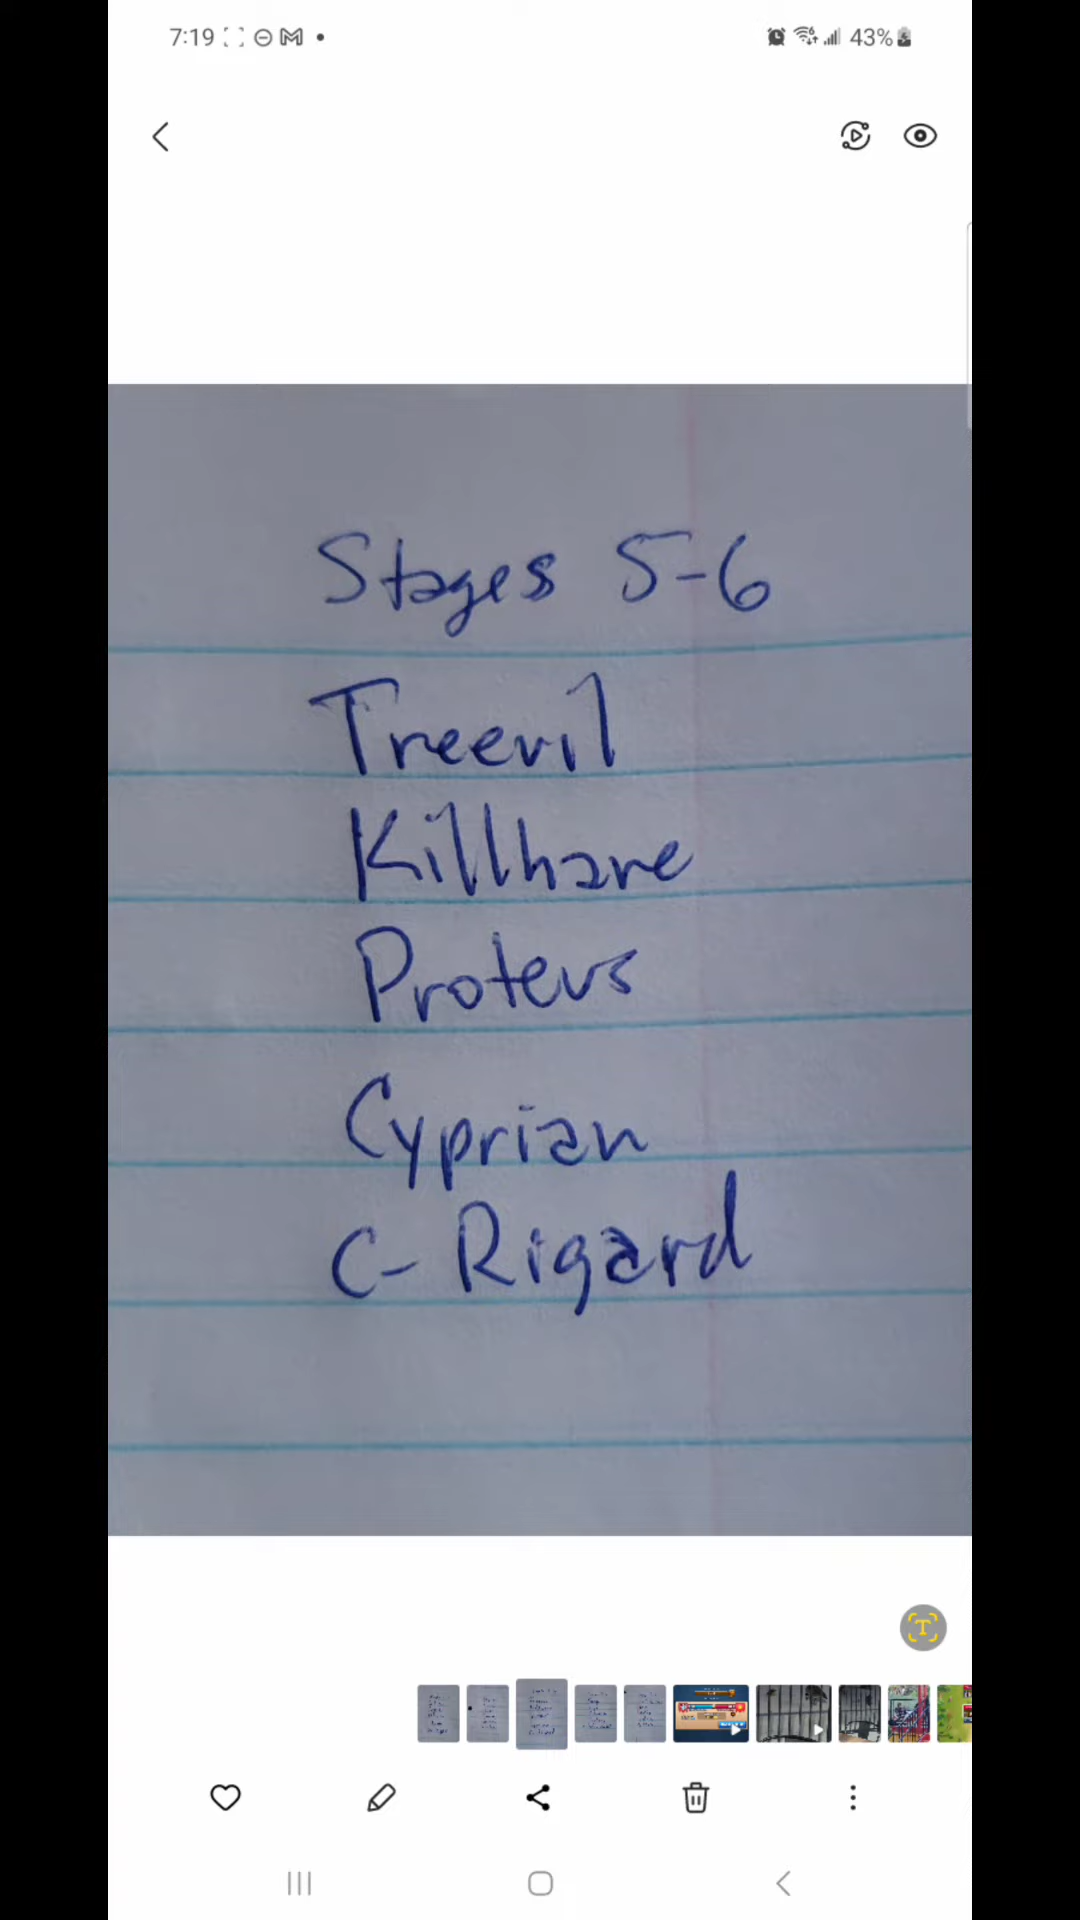 7:19
43%
Stages 5-6
Treevil
Killhare
Proteus
Cyprian
C-Rigard
T